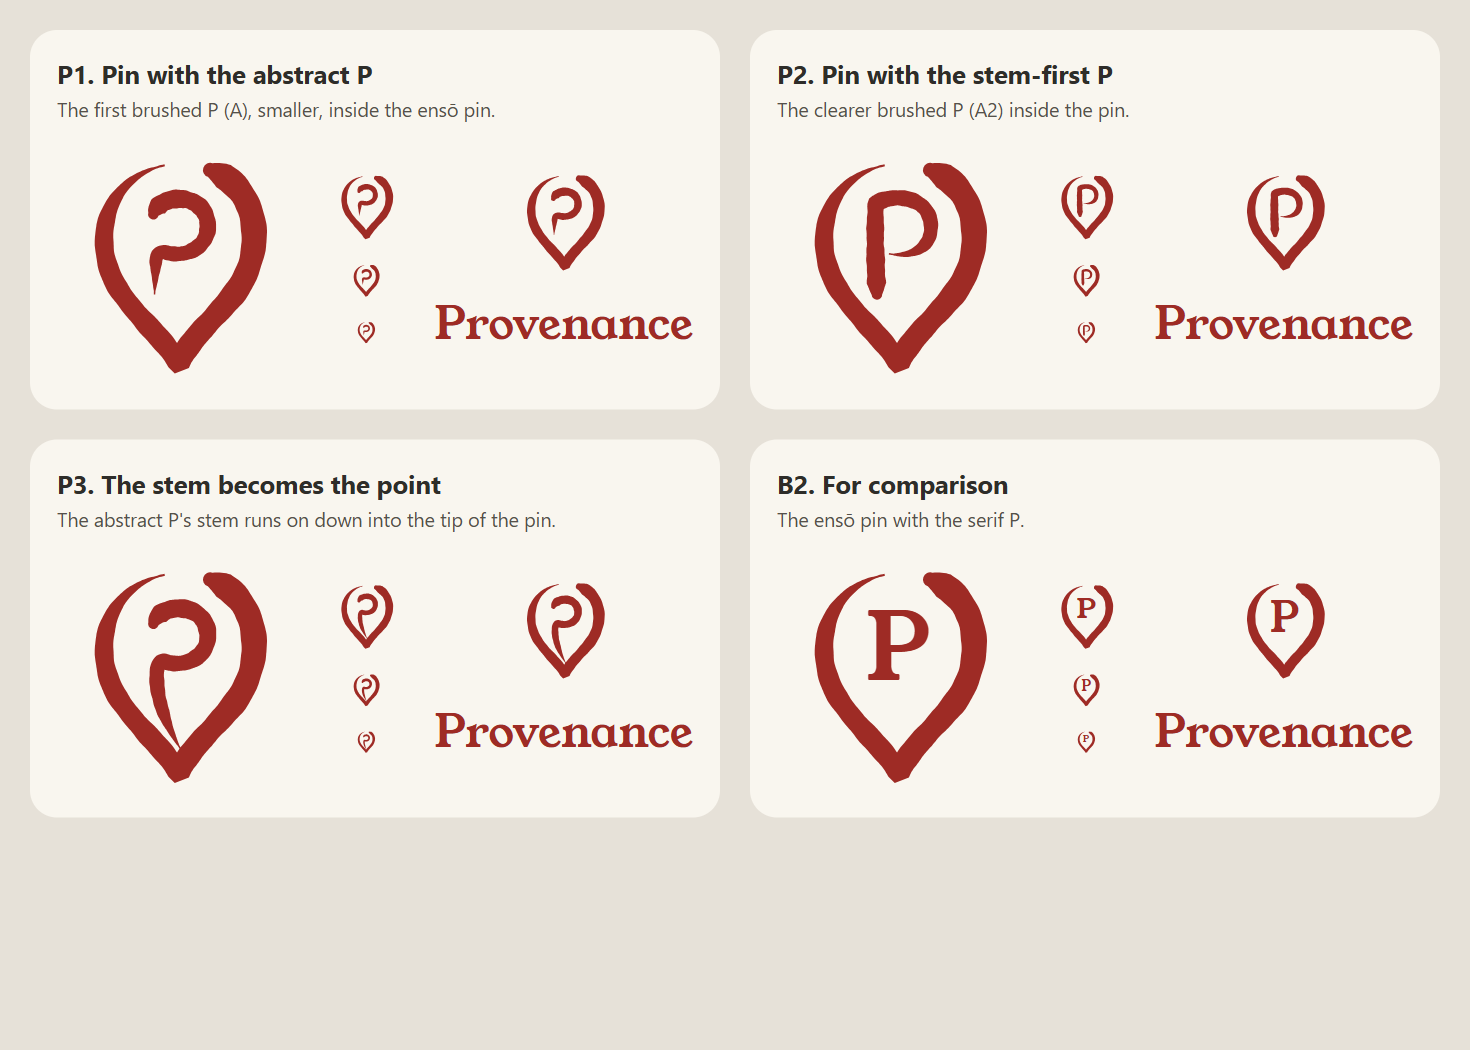 P1. Pin with the abstract P
The first brushed P (A), smaller, inside the ensō pin.
P
P
P
P
P
Provenance
P2. Pin with the stem-first P
The clearer brushed P (A2) inside the pin.
P
P
P
P
P
Provenance
P3. The stem becomes the point
The abstract P's stem runs on down into the tip of the pin.
P
P
P
P
P
Provenance
B2. For comparison
The ensō pin with the serif P.
P
P
P
P
P
Provenance